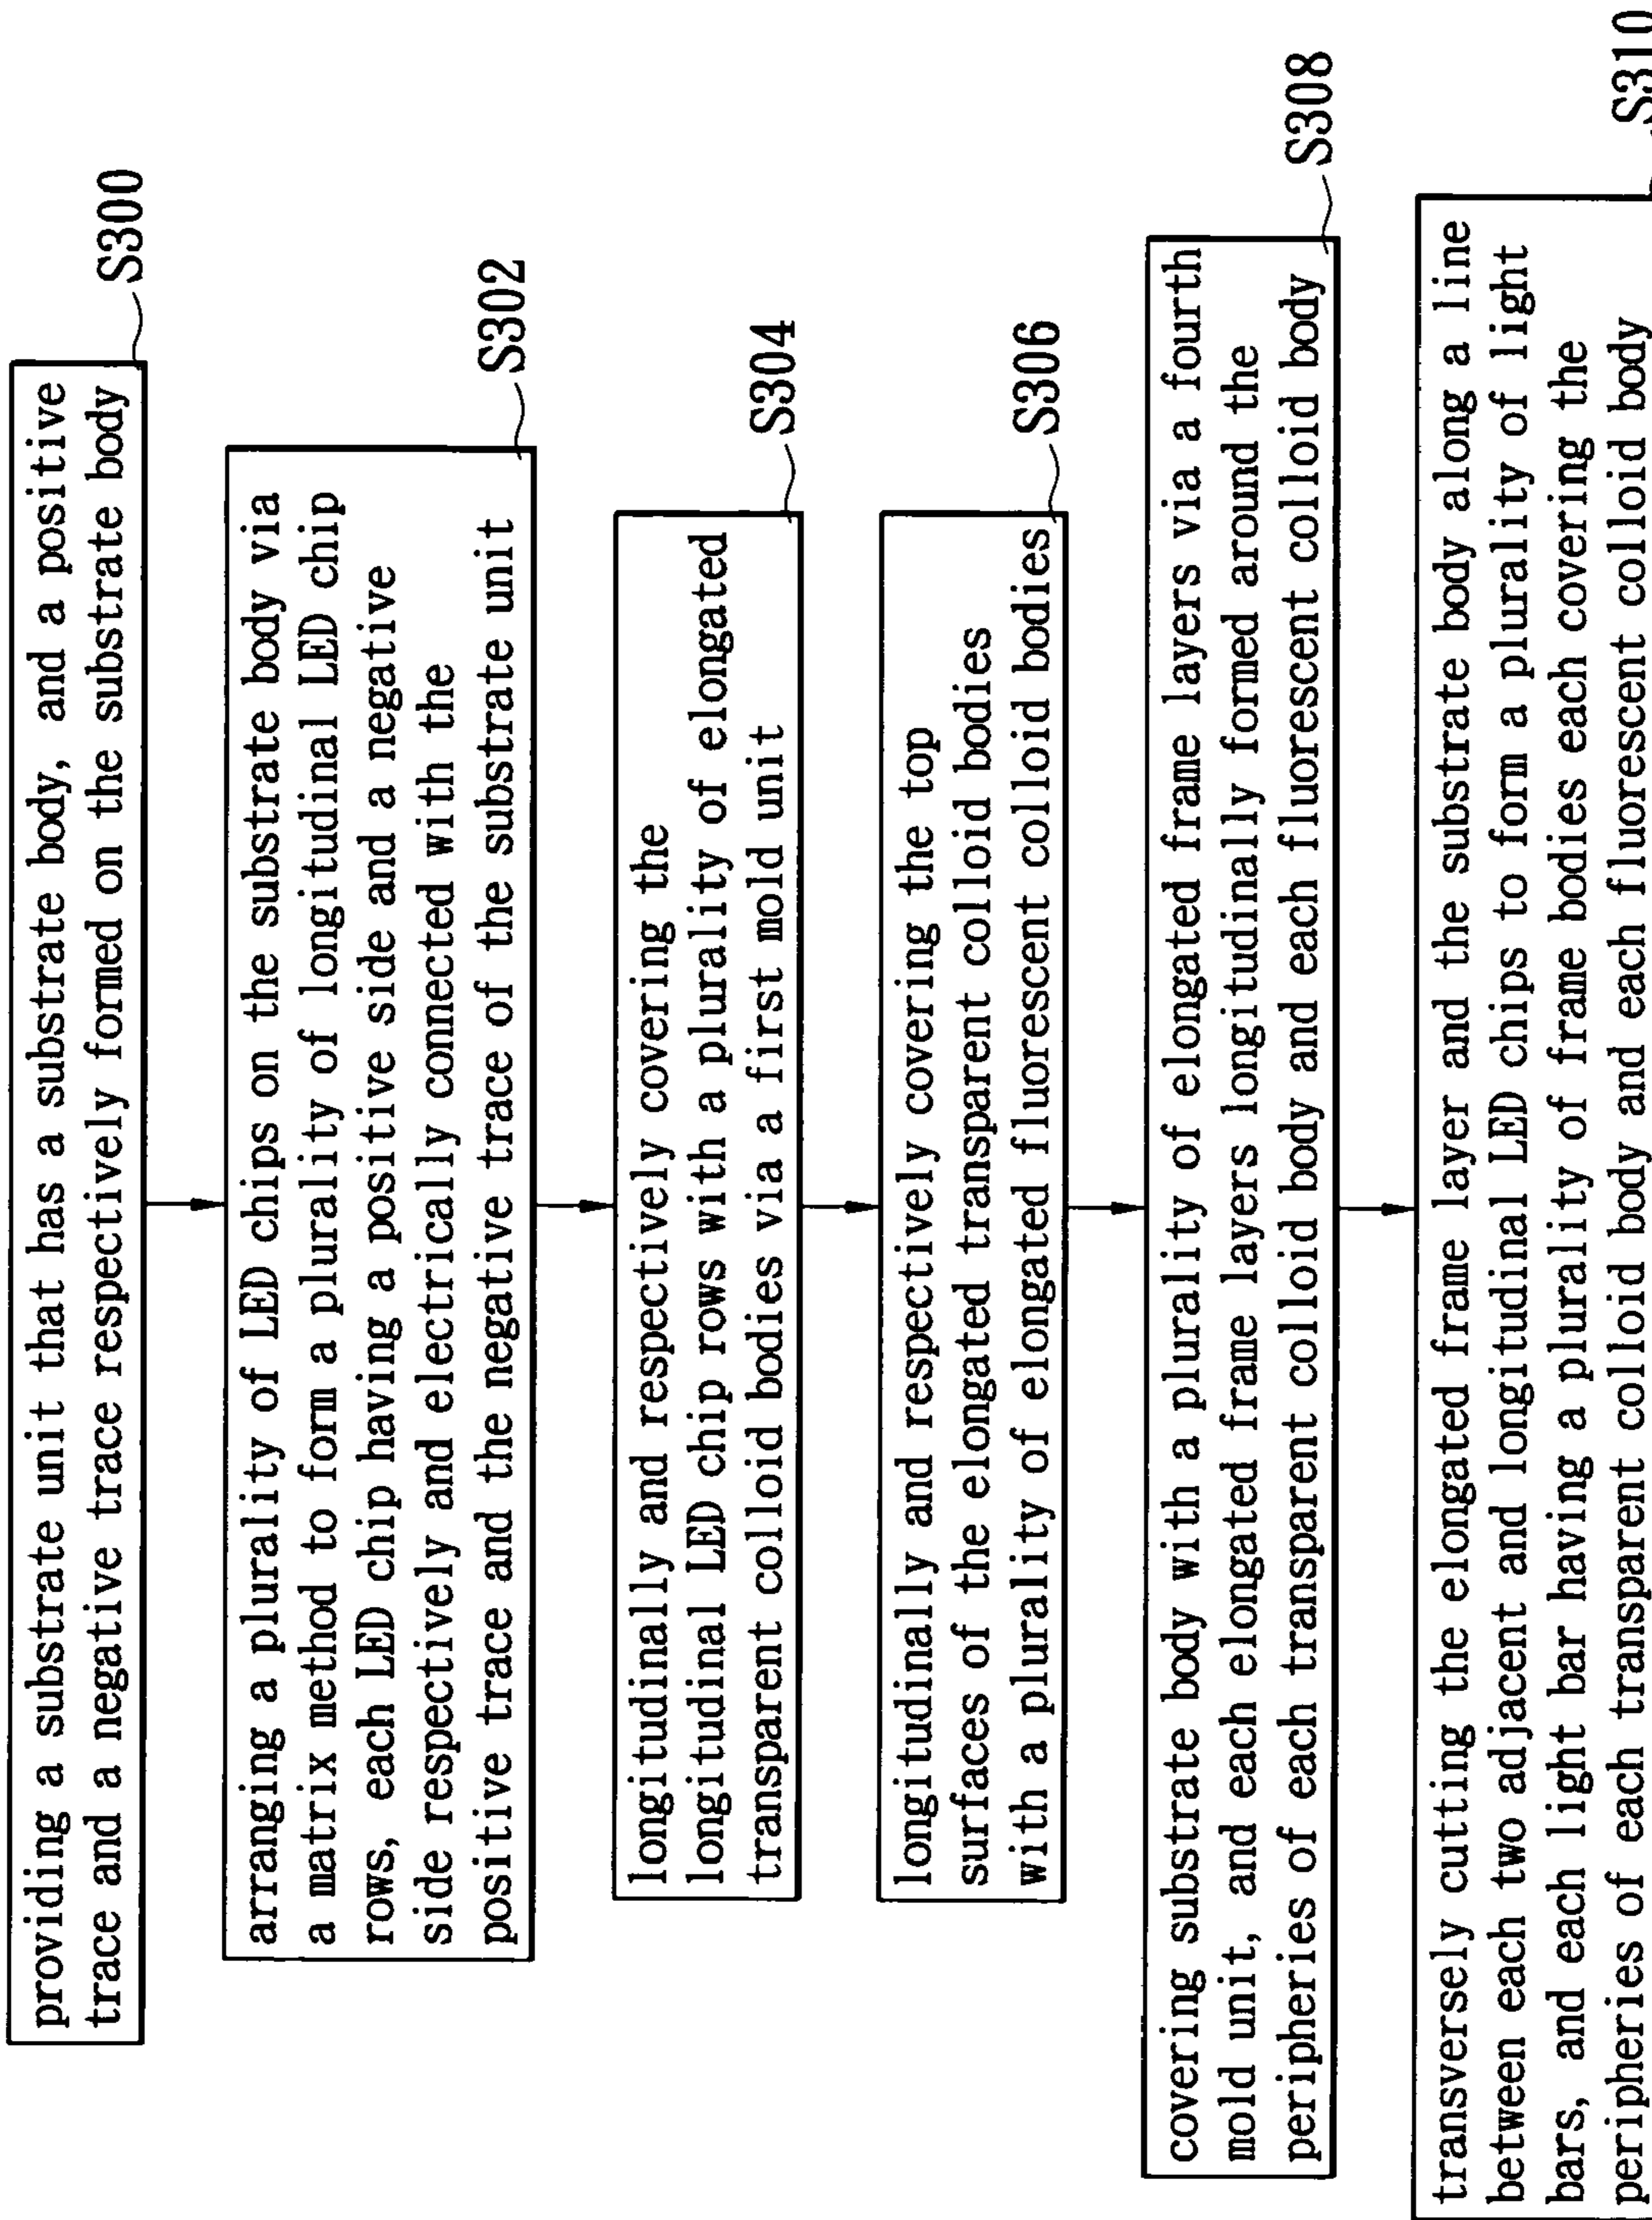 providing a substrate unit that has a substrate body, and a positive
trace and a negative trace respectively formed on the substrate body
S300
arranging a plurality of LED chips on the substrate body via
a matrix method to form a plurality of longitudinal LED chip
rows, each LED chip having a positive side and a negative
side respectively and electrically connected with the
positive trace and the negative trace of the substrate unit
S302
longitudinally and respectively covering the
longitudinal LED chip rows with a plurality of elongated
transparent colloid bodies via a first mold unit
S304
longitudinally and respectively covering the top
surfaces of the elongated transparent colloid bodies
with a plurality of elongated fluorescent colloid bodies
S306
covering substrate body with a plurality of elongated frame layers via a fourth
mold unit, and each elongated frame layers longitudinally formed around the
peripheries of each transparent colloid body and each fluorescent colloid body
S308
transversely cutting the elongated frame layer and the substrate body along a line
between each two adjacent and longitudinal LED chips to form a plurality of light
bars, and each light bar having a plurality of frame bodies each covering the
peripheries of each transparent colloid body and each fluorescent colloid body
S310